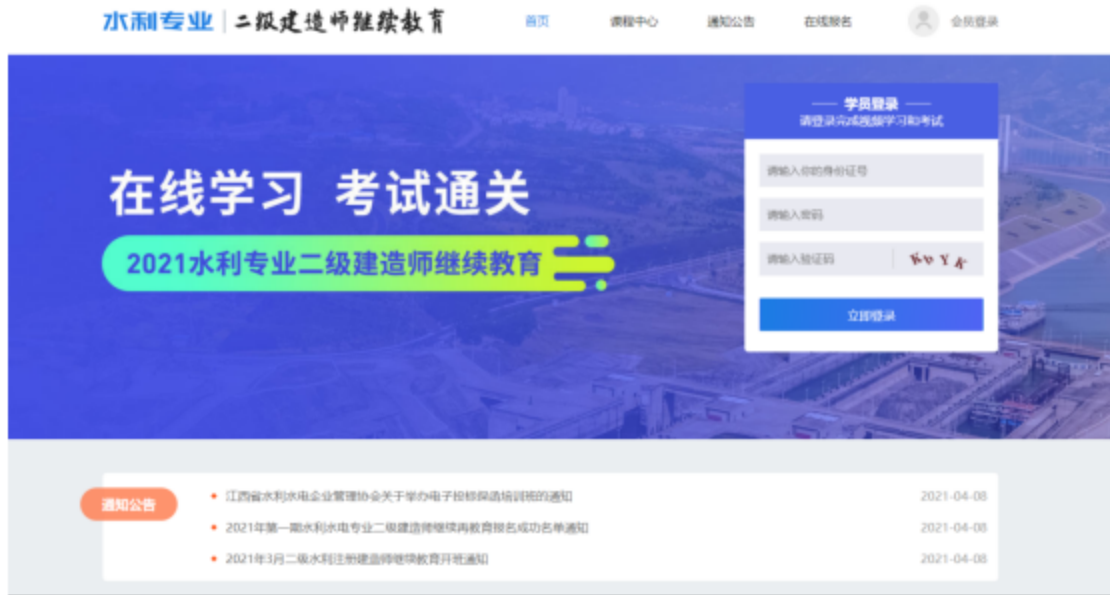 水利专业 二级建造师继续教育
首页 课程中心 通知公告 在线报名 会员登录
学员登录
请登录完成视频学习和考试
请输入你的身份证号
请输入密码
请输入验证码
立即登录
在线学习 考试通关
2021水利专业二级建造师继续教育
通知公告
江西省水利水电企业管理协会关于举办电子投标保函培训班的通知 2021-04-08
2021年第一期水利水电专业二级建造师继续再教育报名成功名单通知 2021-04-08
2021年3月二级水利注册建造师继续教育开班通知 2021-04-08